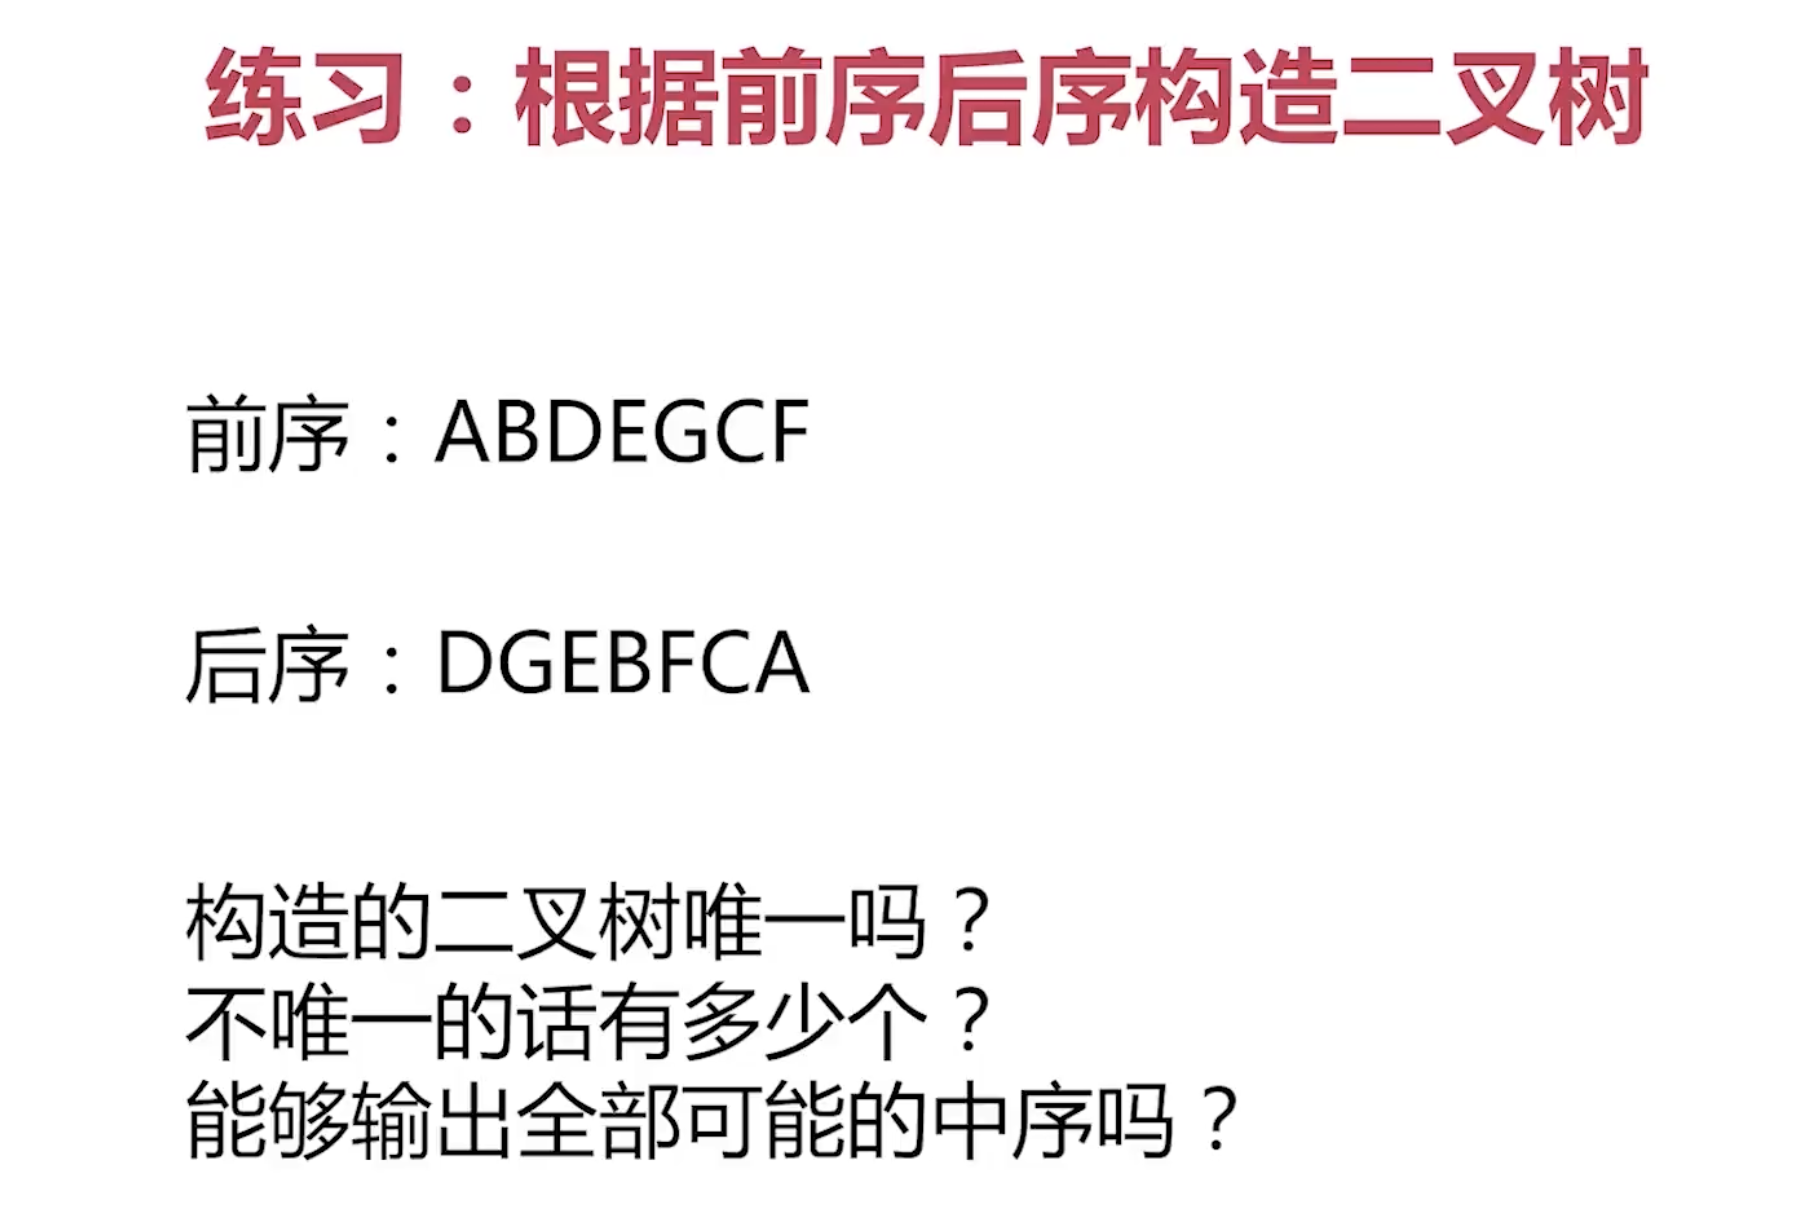 练习：根据前序后序构造二叉树
前序：ABDEGCF
后序：DGEBFCA
构造的二叉树唯一吗？
不唯一的话有多少个？
能够输出全部可能的中序吗？